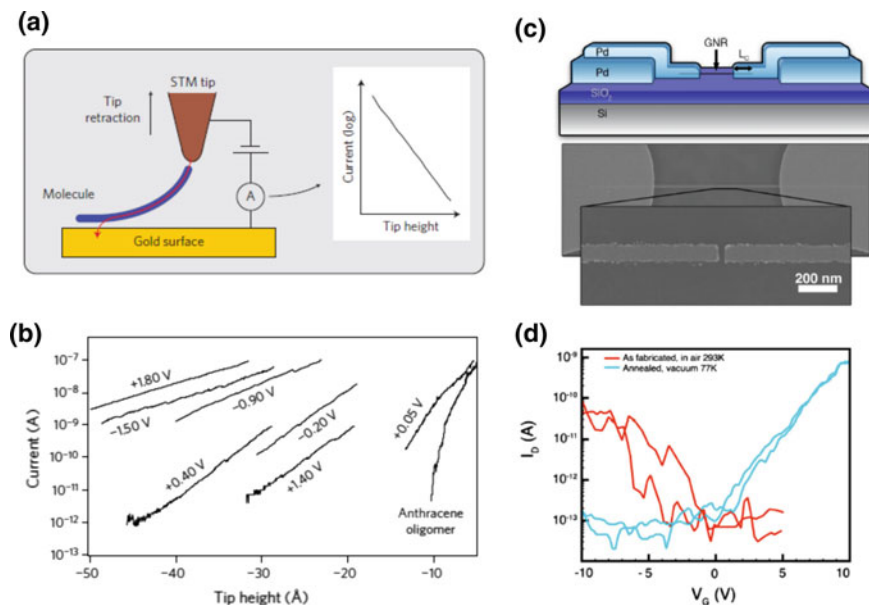 (a)
STM tip
Tip
retraction
Molecule
A
Gold surface
Current (log)
Tip height
(b)
10⁻⁷
10⁻⁸
10⁻⁹
10⁻¹⁰
10⁻¹¹
10⁻¹²
10⁻¹³
Current (A)
+1.80 V
−1.50 V
−0.90 V
−0.20 V
+0.40 V
+1.40 V
+0.05 V
Anthracene
oligomer
−50
−40
−30
−20
−10
Tip height (Å)
(c)
GNR
Pd
L_C
Pd
SiO₂
Si
200 nm
(d)
As fabricated, in air 293K
Annealed, vacuum 77K
10⁻⁹
10⁻¹⁰
10⁻¹¹
10⁻¹²
10⁻¹³
I_D (A)
-10
-5
0
5
10
V_G (V)